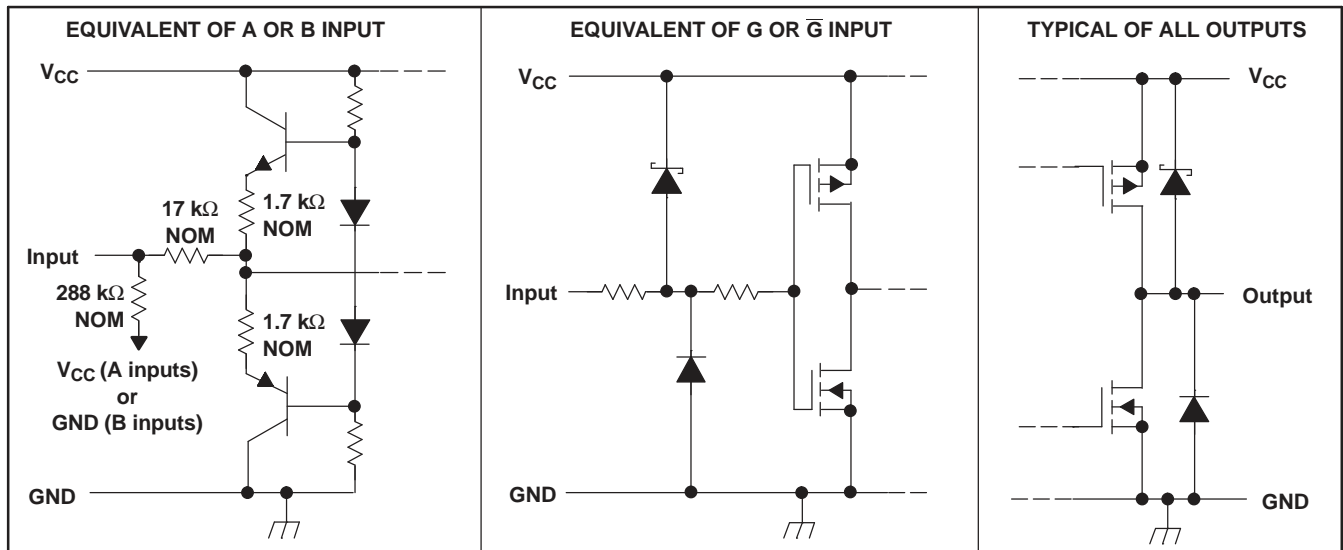 EQUIVALENT OF A OR B INPUT
VCC
17 kΩ
NOM
1.7 kΩ
NOM
Input
288 kΩ
NOM
1.7 kΩ
NOM
VCC (A inputs)
or
GND (B inputs)
GND
EQUIVALENT OF G OR G̅ INPUT
VCC
Input
GND
TYPICAL OF ALL OUTPUTS
VCC
Output
GND